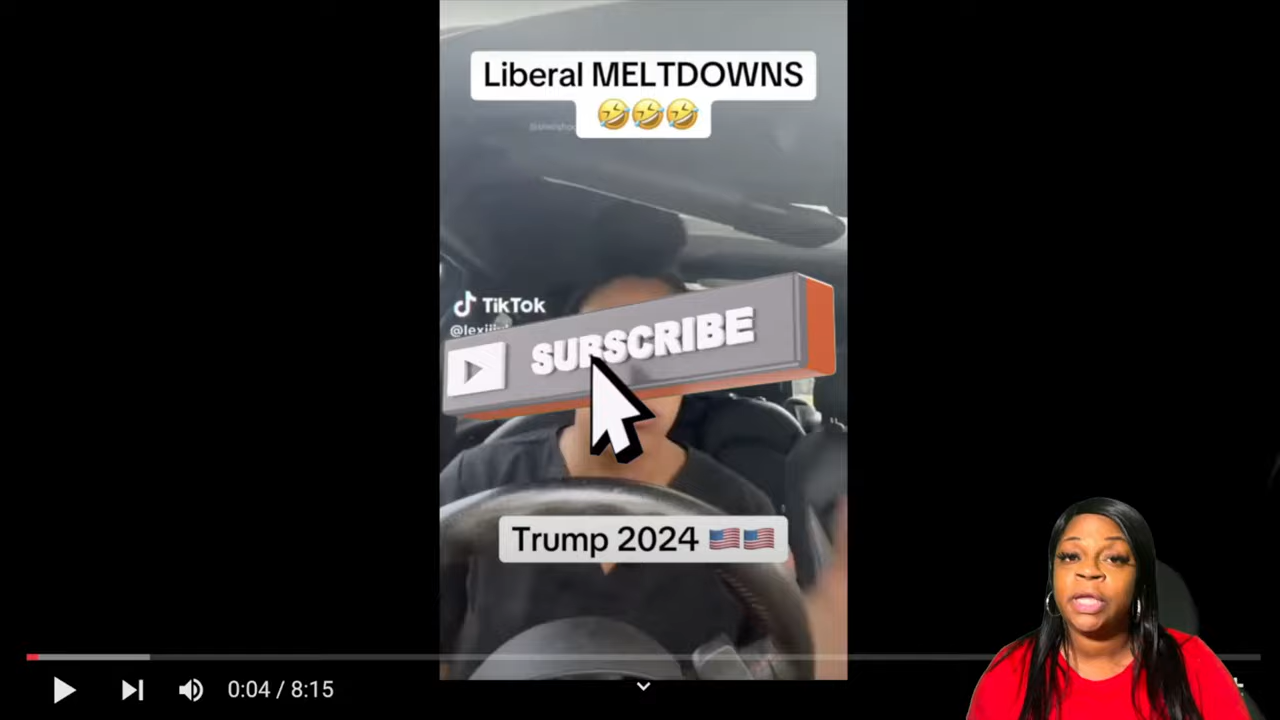 Liberal MELTDOWNS
🤣🤣🤣
TikTok
SUBSCRIBE
Trump 2024 🇺🇸🇺🇸
0:04 / 8:15